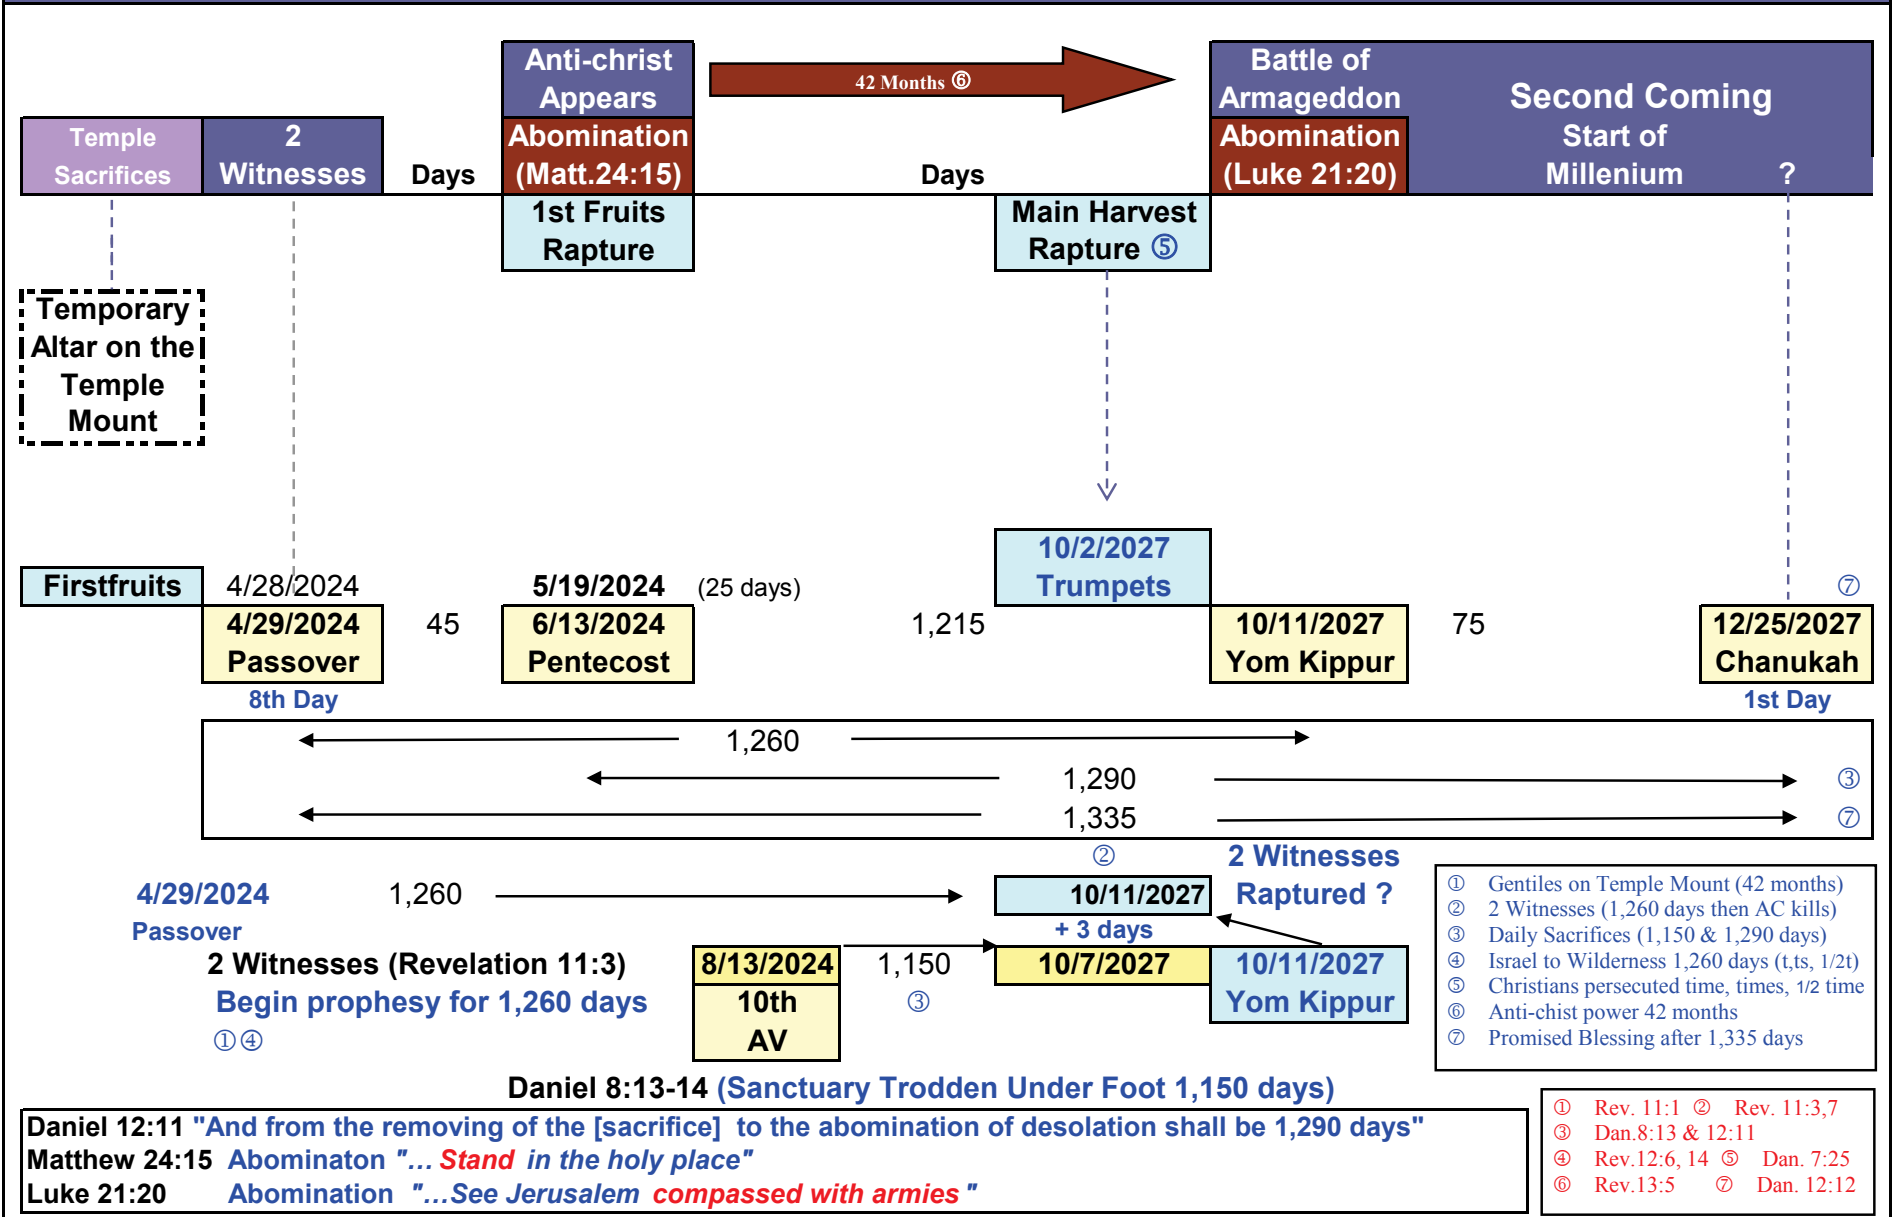 Anti-christ
Appears
42 Months ⑥
Battle of
Armageddon
Second Coming
Start of
Millenium ?
Temple
Sacrifices
2
Witnesses
Days
Abomination
(Matt.24:15)
Days
Abomination
(Luke 21:20)
1st Fruits
Rapture
Main Harvest
Rapture ⑤
Temporary
Altar on the
Temple
Mount
10/2/2027
Trumpets
Firstfruits
4/28/2024
5/19/2024 (25 days)
⑦
4/29/2024
Passover
45
6/13/2024
Pentecost
1,215
10/11/2027
Yom Kippur
75
12/25/2027
Chanukah
8th Day
1st Day
1,260
1,290 ③
1,335 ⑦
②
2 Witnesses
Raptured ?
4/29/2024
Passover
1,260
10/11/2027
+ 3 days
2 Witnesses (Revelation 11:3)
Begin prophesy for 1,260 days
①④
8/13/2024
10th
AV
1,150
③
10/7/2027
10/11/2027
Yom Kippur
① Gentiles on Temple Mount (42 months)
② 2 Witnesses (1,260 days then AC kills)
③ Daily Sacrifices (1,150 & 1,290 days)
④ Israel to Wilderness 1,260 days (t,ts, 1/2t)
⑤ Christians persecuted time, times, 1/2 time
⑥ Anti-chist power 42 months
⑦ Promised Blessing after 1,335 days
Daniel 8:13-14 (Sanctuary Trodden Under Foot 1,150 days)
Daniel 12:11 "And from the removing of the [sacrifice] to the abomination of desolation shall be 1,290 days"
Matthew 24:15 Abominaton "... Stand in the holy place"
Luke 21:20 Abomination "...See Jerusalem compassed with armies "
① Rev. 11:1 ② Rev. 11:3,7
③ Dan.8:13 & 12:11
④ Rev.12:6, 14 ⑤ Dan. 7:25
⑥ Rev.13:5 ⑦ Dan. 12:12